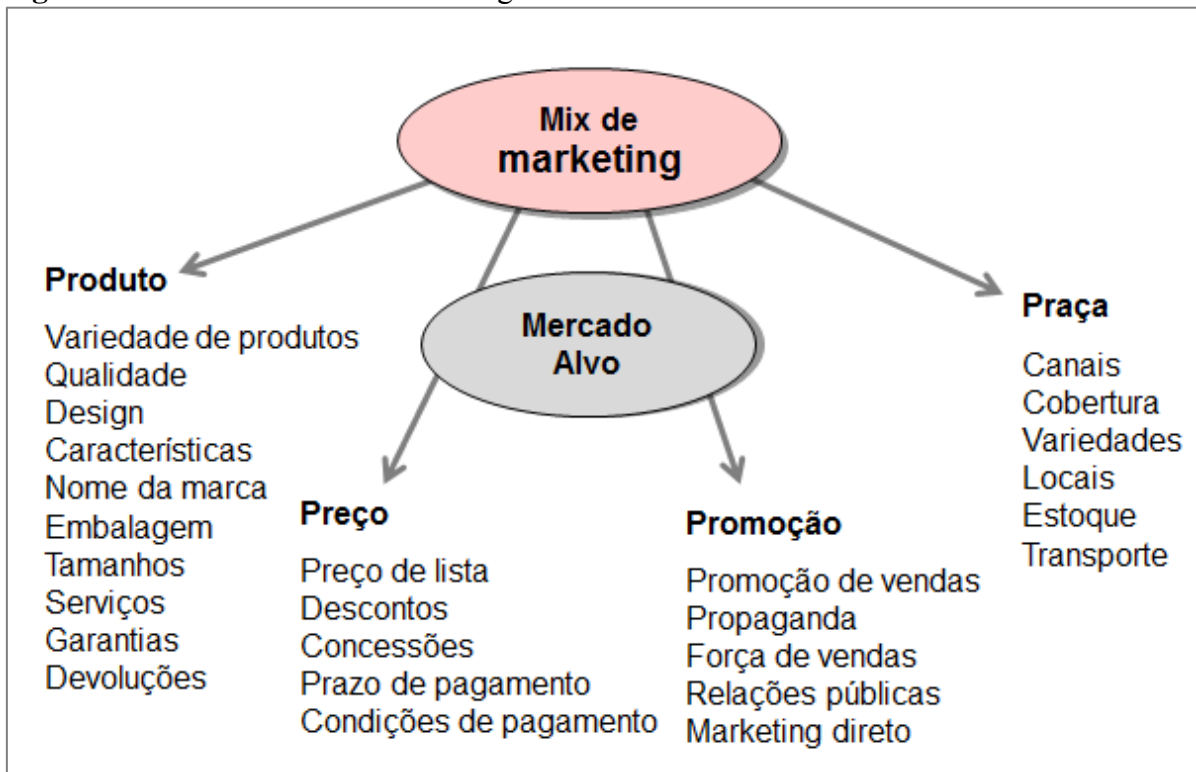 Mix de
marketing
Mercado
Alvo
Produto
Variedade de produtos
Qualidade
Design
Características
Nome da marca
Embalagem
Tamanhos
Serviços
Garantias
Devoluções
Preço
Preço de lista
Descontos
Concessões
Prazo de pagamento
Condições de pagamento
Promoção
Promoção de vendas
Propaganda
Força de vendas
Relações públicas
Marketing direto
Praça
Canais
Cobertura
Variedades
Locais
Estoque
Transporte